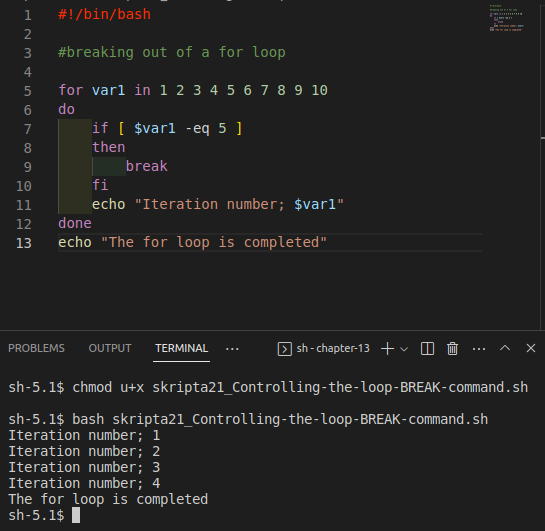 1 #!/bin/bash
2
3 #breaking out of a for loop
4
5 for var1 in 1 2 3 4 5 6 7 8 9 10
6 do
7 if [ $var1 -eq 5 ]
8 then
9 break
10 fi
11 echo "Iteration number; $var1"
12 done
13 echo "The for loop is completed"
PROBLEMS OUTPUT TERMINAL ··· sh - chapter-13
sh-5.1$ chmod u+x skripta21_Controlling-the-loop-BREAK-command.sh
sh-5.1$ bash skripta21_Controlling-the-loop-BREAK-command.sh
Iteration number; 1
Iteration number; 2
Iteration number; 3
Iteration number; 4
The for loop is completed
sh-5.1$